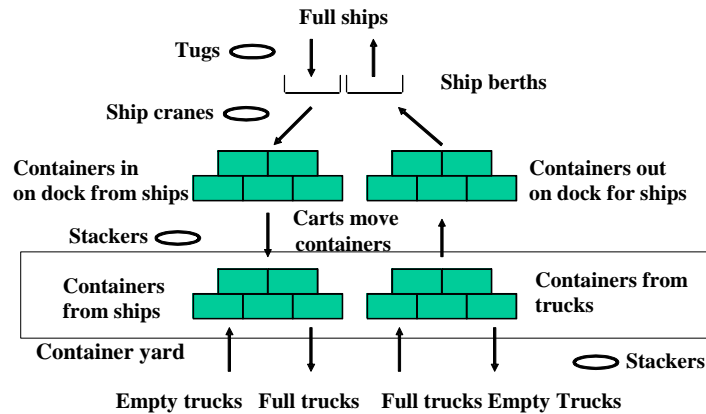 Full ships
Tugs
Ship berths
Ship cranes
Containers in
on dock from ships
Containers out
on dock for ships
Carts move
containers
Stackers
Containers
from ships
Containers from
trucks
Container yard
Stackers
Empty trucks Full trucks Full trucks Empty Trucks